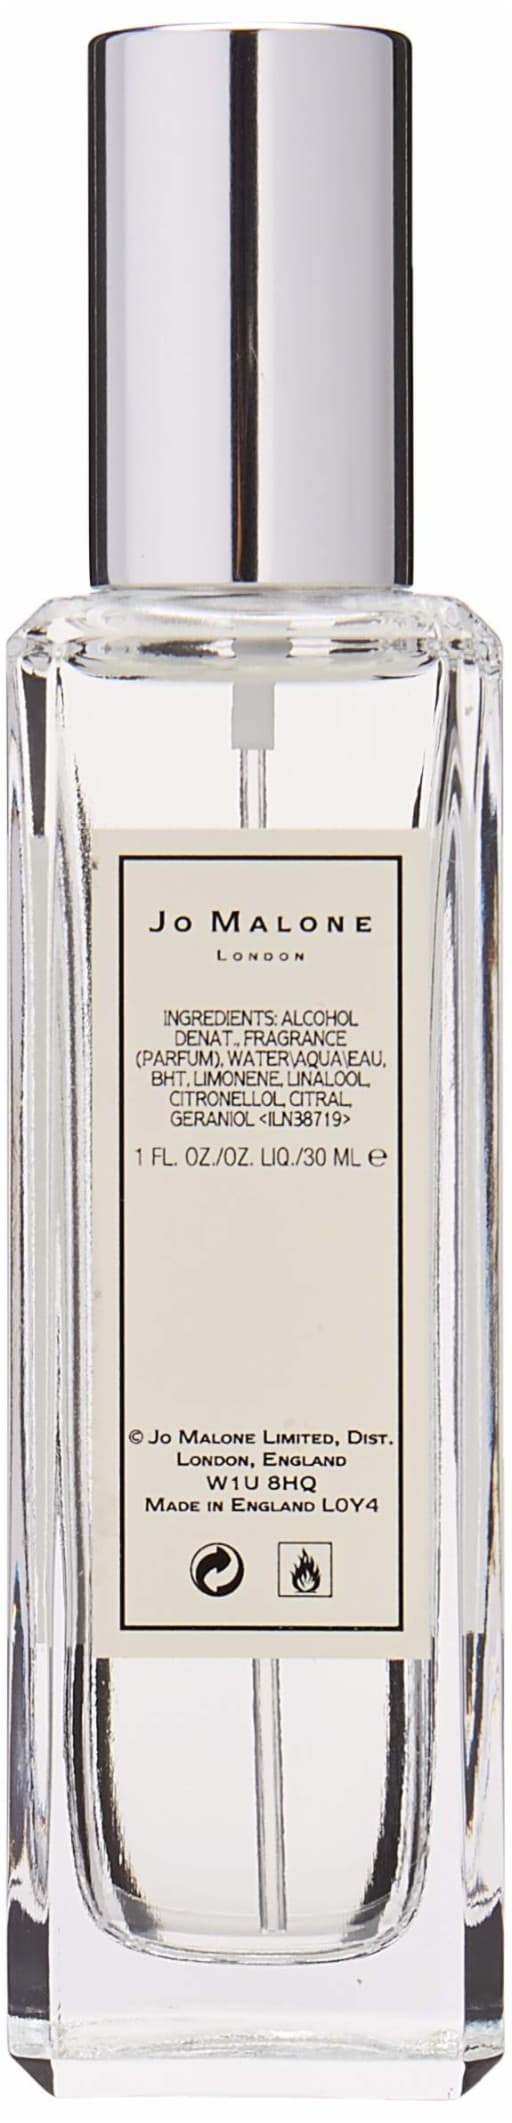 Jo Malone
London
INGREDIENTS: ALCOHOL
DENAT., FRAGRANCE
(PARFUM), WATER\AQUA\EAU,
BHT, LIMONENE, LINALOOL,
CITRONELLOL, CITRAL,
GERANIOL <ILN38719>
1 FL. OZ./OZ. LIQ./30 ML ℮
© Jo Malone Limited, Dist.
London, England
W1U 8HQ
Made in England L0Y4